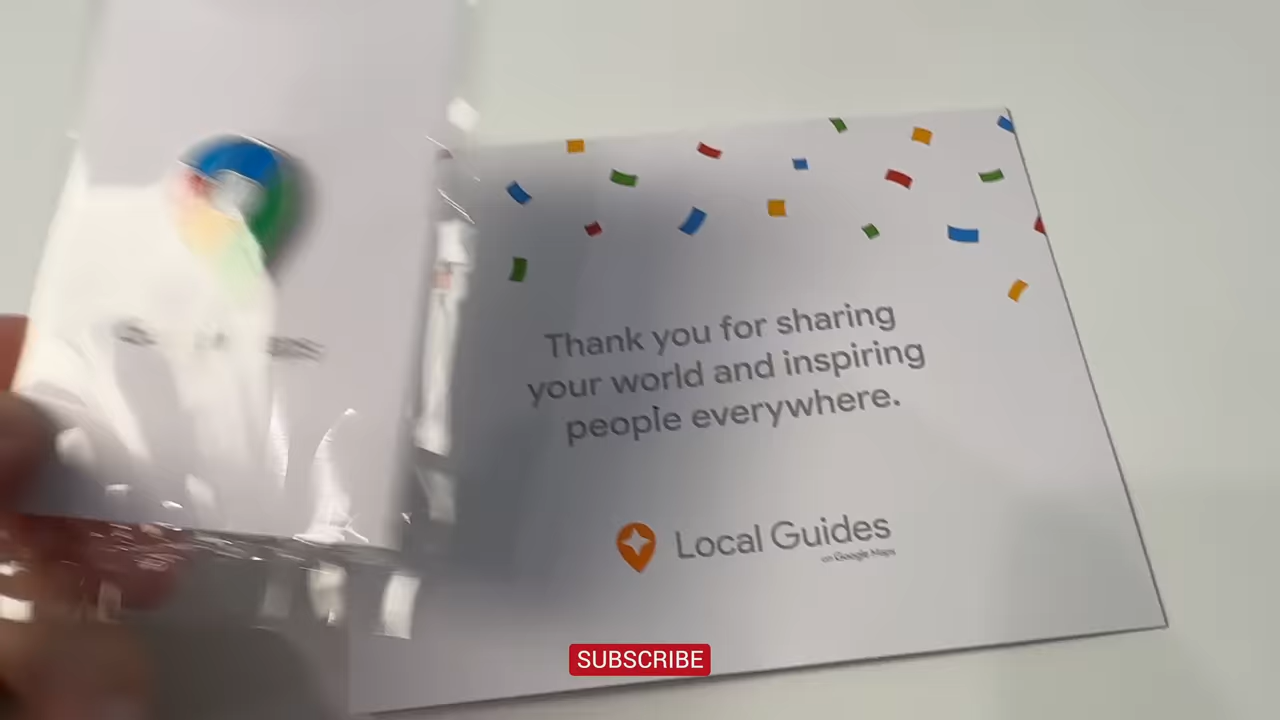 Thank you for sharing
your world and inspiring
people everywhere.
Local Guides
on Google Maps
SUBSCRIBE